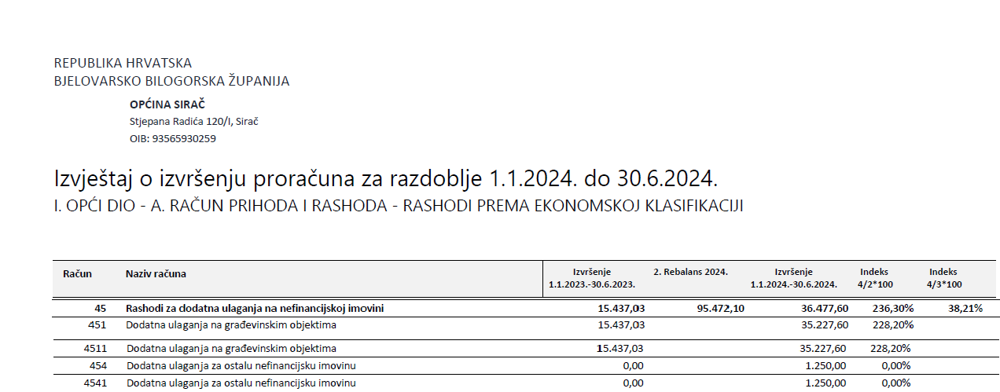 REPUBLIKA HRVATSKA
BJELOVARSKO BILOGORSKA ŽUPANIJA
OPĆINA SIRAČ
Stjepana Radića 120/I, Sirač
OIB: 93565930259
Izvještaj o izvršenju proračuna za razdoblje 1.1.2024. do 30.6.2024.
I. OPĆI DIO - A. RAČUN PRIHODA I RASHODA - RASHODI PREMA EKONOMSKOJ KLASIFIKACIJI
Račun Naziv računa Izvršenje 2. Rebalans 2024. Izvršenje Indeks Indeks
1.1.2023.-30.6.2023. 1.1.2024.-30.6.2024. 4/2*100 4/3*100
45 Rashodi za dodatna ulaganja na nefinancijskoj imovini 15.437,03 95.472,10 36.477,60 236,30% 38,21%
451 Dodatna ulaganja na građevinskim objektima 15.437,03 35.227,60 228,20%
4511 Dodatna ulaganja na građevinskim objektima 15.437,03 35.227,60 228,20%
454 Dodatna ulaganja za ostalu nefinancijsku imovinu 0,00 1.250,00 0,00%
4541 Dodatna ulaganja za ostalu nefinancijsku imovinu 0,00 1.250,00 0,00%